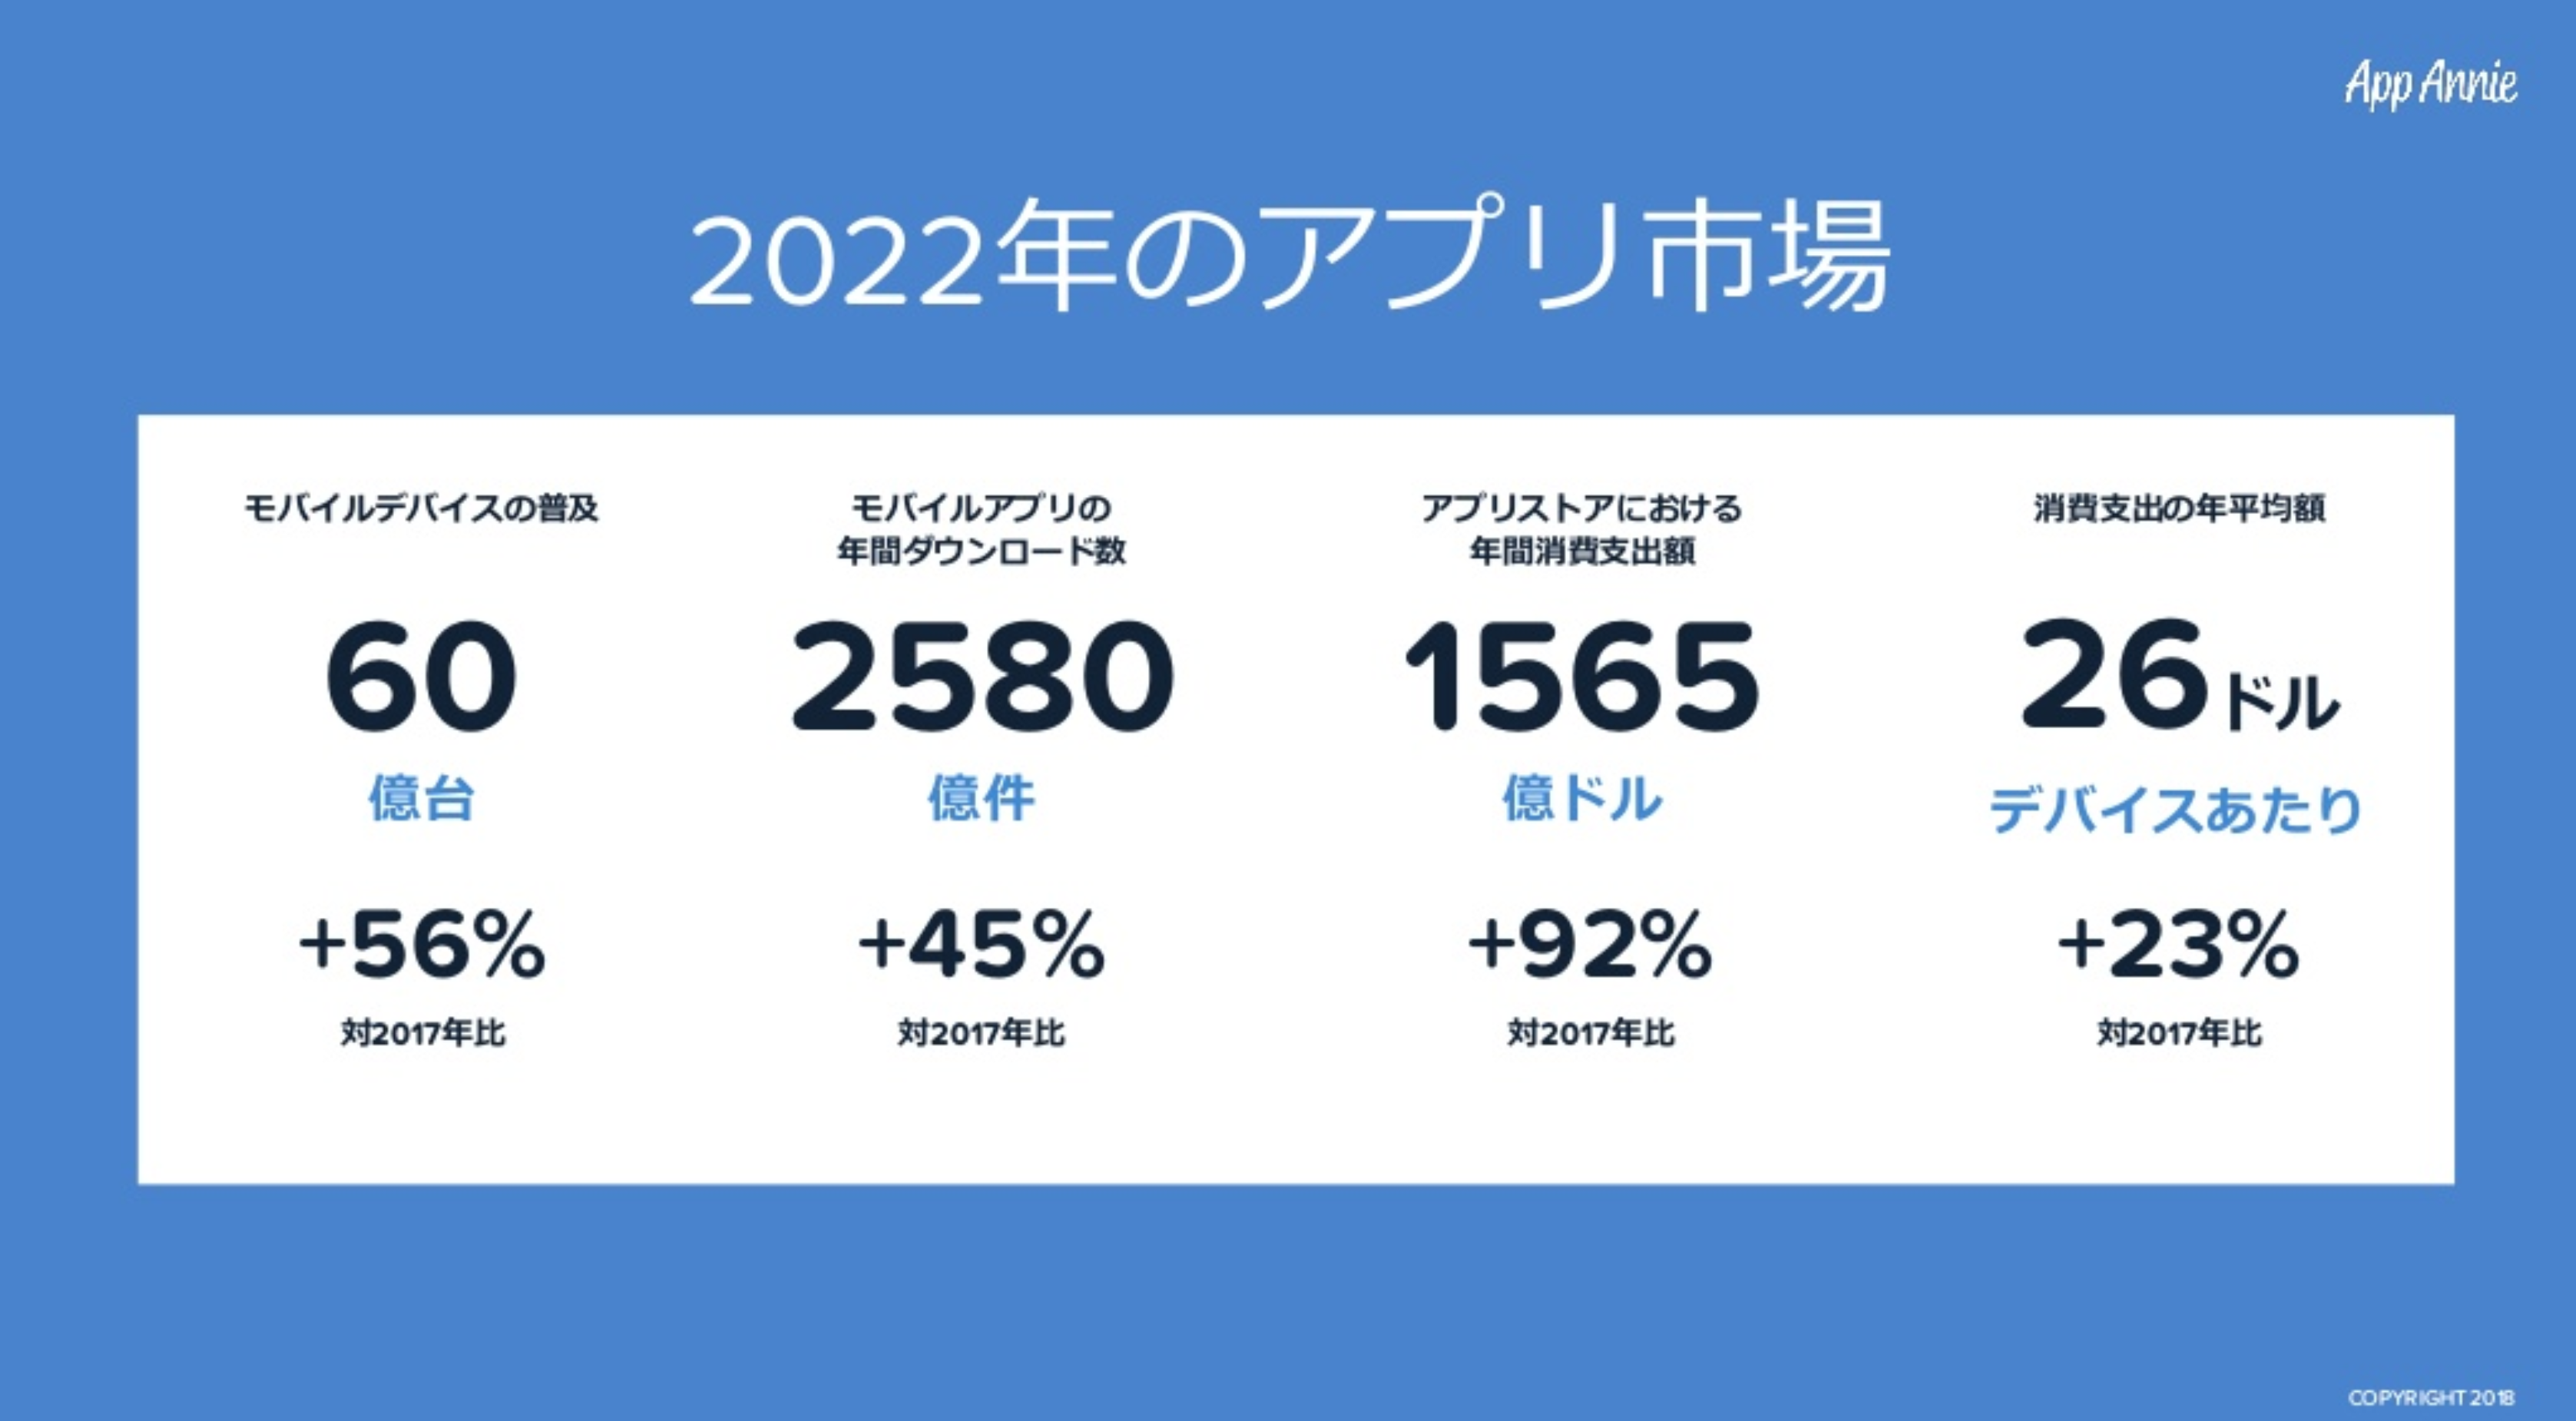 App Annie
2022年のアプリ市場
モバイルデバイスの普及
60
億台
+56%
対2017年比
モバイルアプリの
年間ダウンロード数
2580
億件
+45%
対2017年比
アプリストアにおける
年間消費支出額
1565
億ドル
+92%
対2017年比
消費支出の年平均額
26ドル
デバイスあたり
+23%
対2017年比
COPYRIGHT 2018